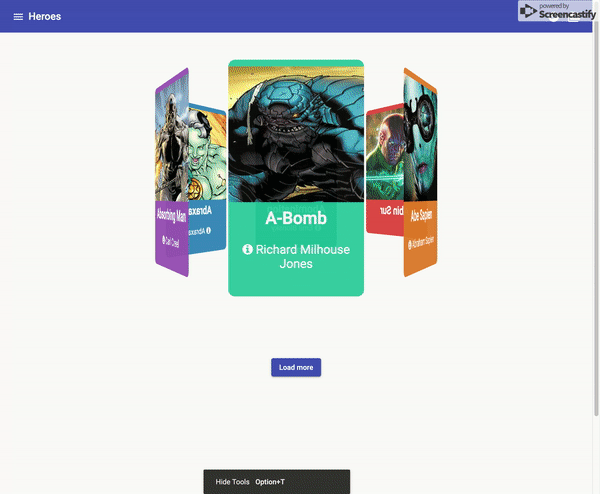 Heroes
powered by
Screencastify
Absorbing Man
Carl Creel
Abraxas
Abraxas
A-Bomb
Richard Milhouse
Jones
bin Sur
Abe Sapien
Abraham Sapien
Load more
Hide Tools Option+T